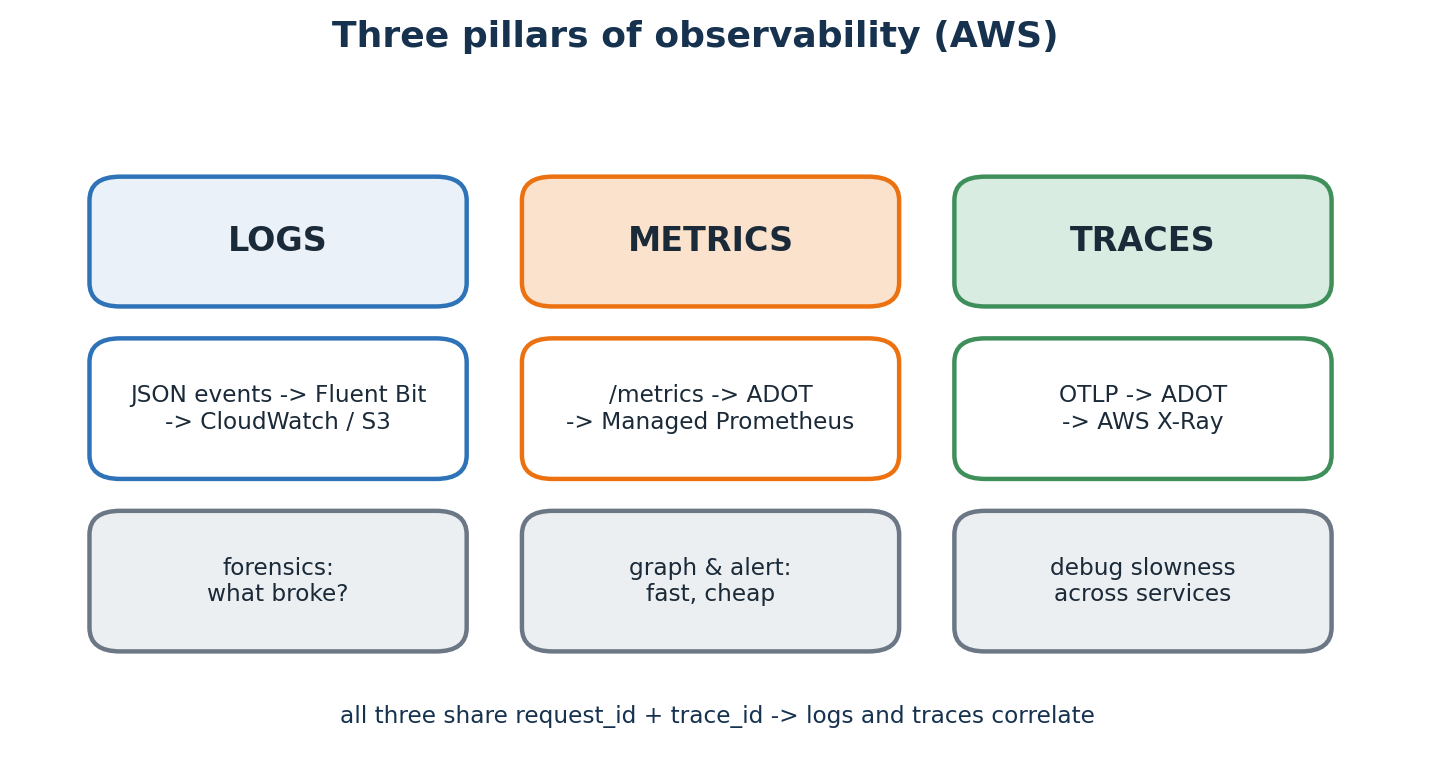 Three pillars of observability (AWS)
LOGS
METRICS
TRACES
JSON events -> Fluent Bit
-> CloudWatch / S3
/metrics -> ADOT
-> Managed Prometheus
OTLP -> ADOT
-> AWS X-Ray
forensics:
what broke?
graph & alert:
fast, cheap
debug slowness
across services
all three share request_id + trace_id -> logs and traces correlate